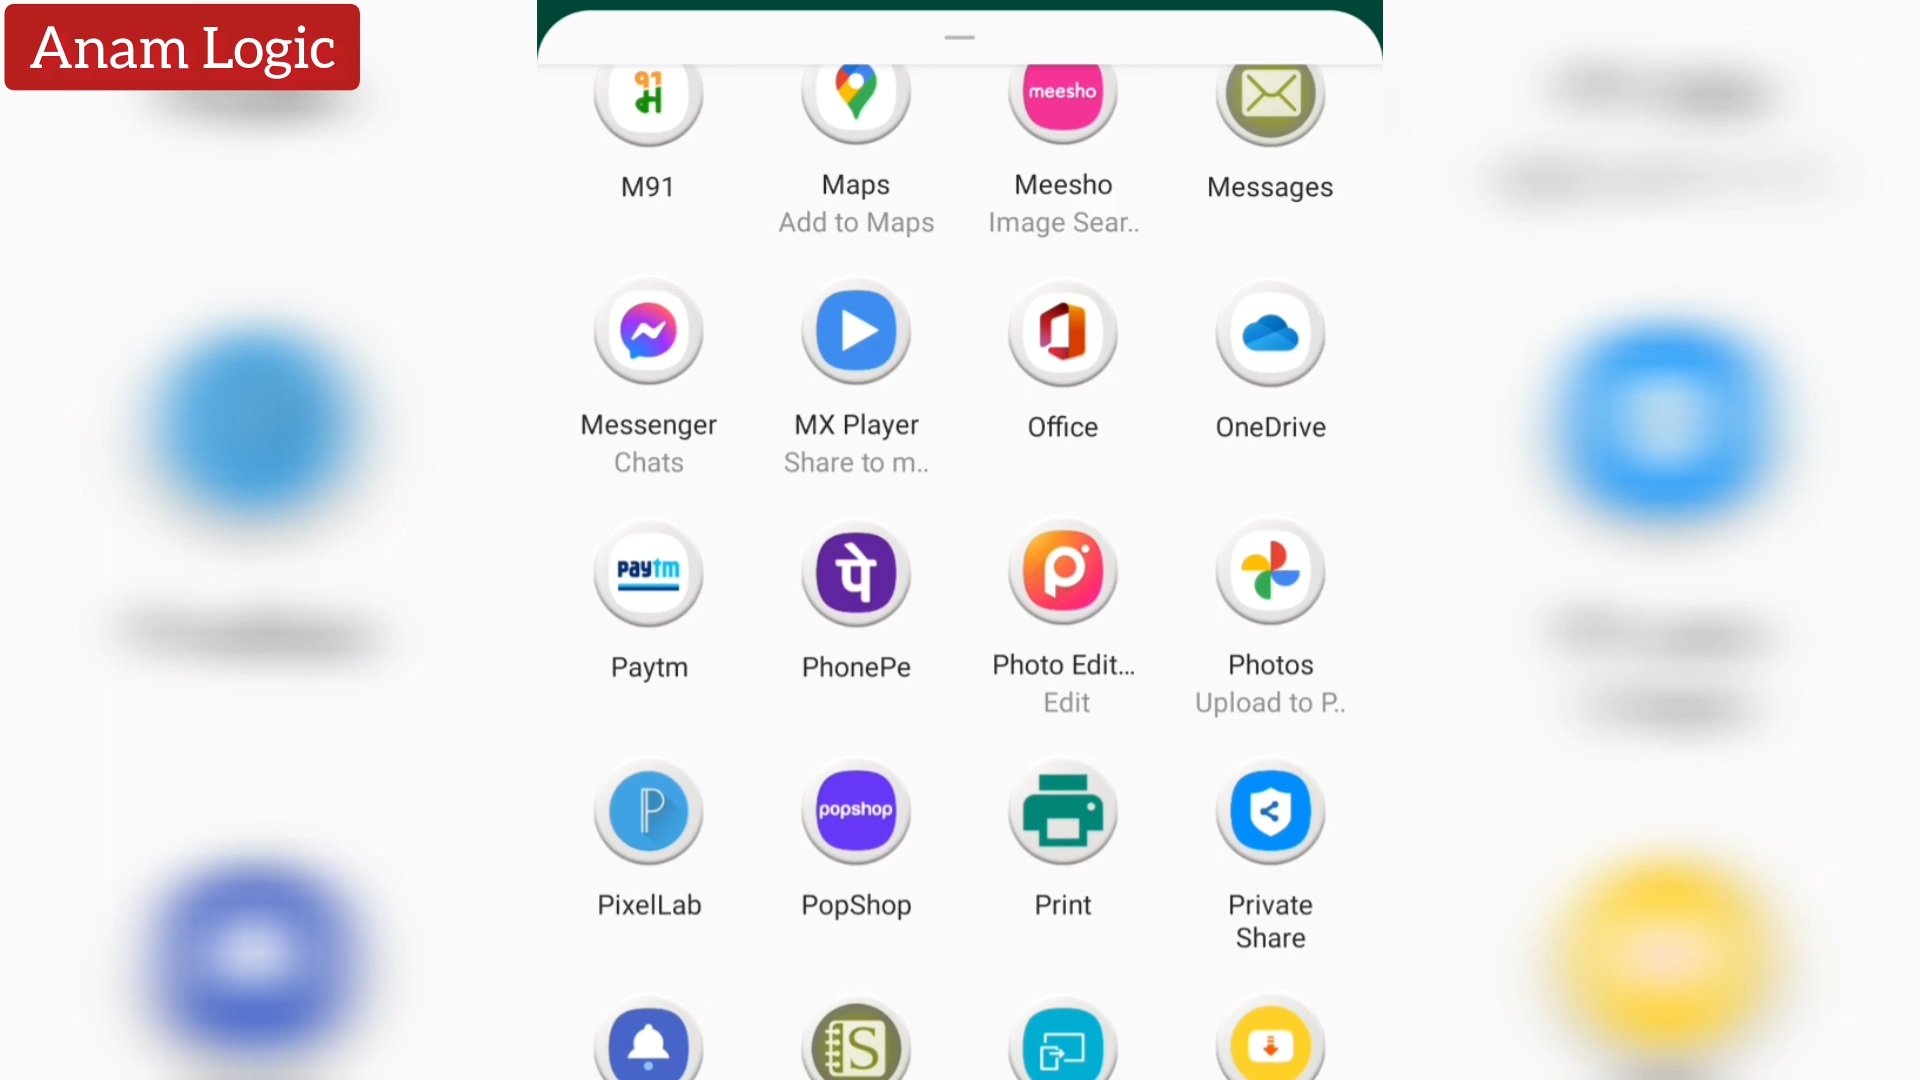 Anam Logic
९१
म
meesho
M91
Maps
Meesho
Messages
Add to Maps
Image Sear..
Messenger
MX Player
Office
OneDrive
Chats
Share to m..
paytm
पे
Paytm
PhonePe
Photo Edit...
Photos
Edit
Upload to P..
P
popshop
PixelLab
PopShop
Print
Private
Share
S